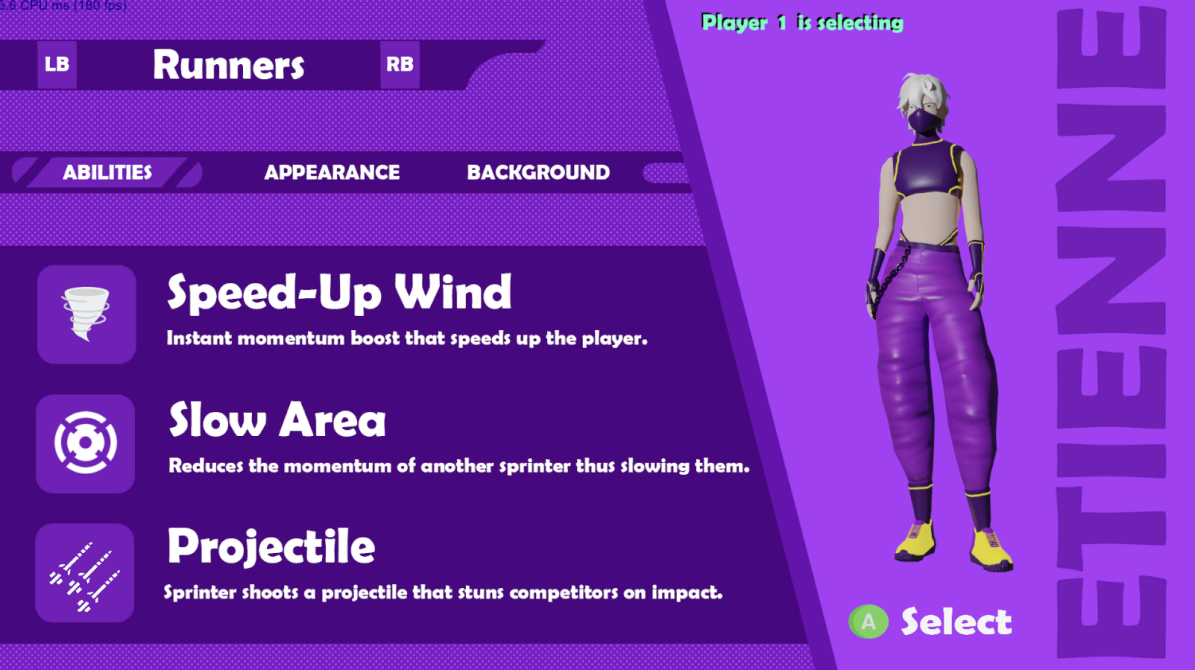 5.6 CPU ms (180 fps)
Player 1 is selecting
LB Runners RB
ABILITIES APPEARANCE BACKGROUND
Speed-Up Wind
Instant momentum boost that speeds up the player.
Slow Area
Reduces the momentum of another sprinter thus slowing them.
Projectile
Sprinter shoots a projectile that stuns competitors on impact.
A Select
ETIENNE